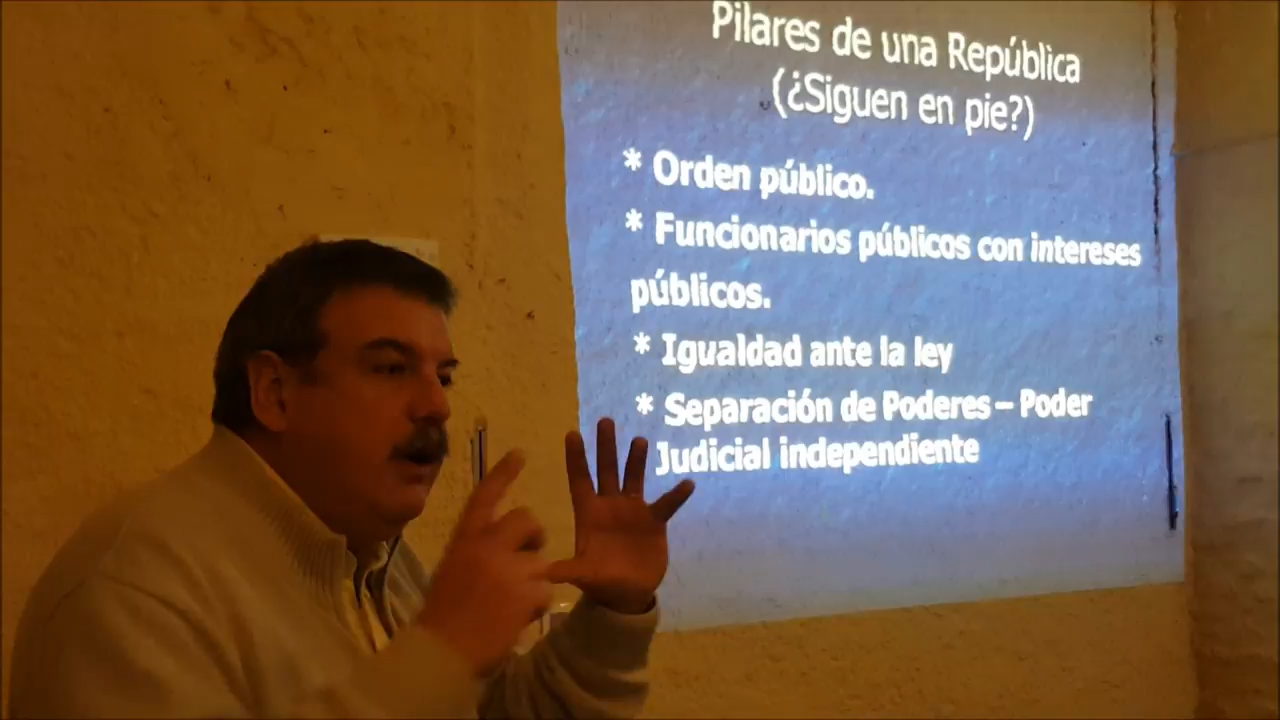 Pilares de una República
(¿Siguen en pie?)
* Orden público.
* Funcionarios públicos con intereses
públicos.
* Igualdad ante la ley
* Separación de Poderes – Poder
Judicial independiente